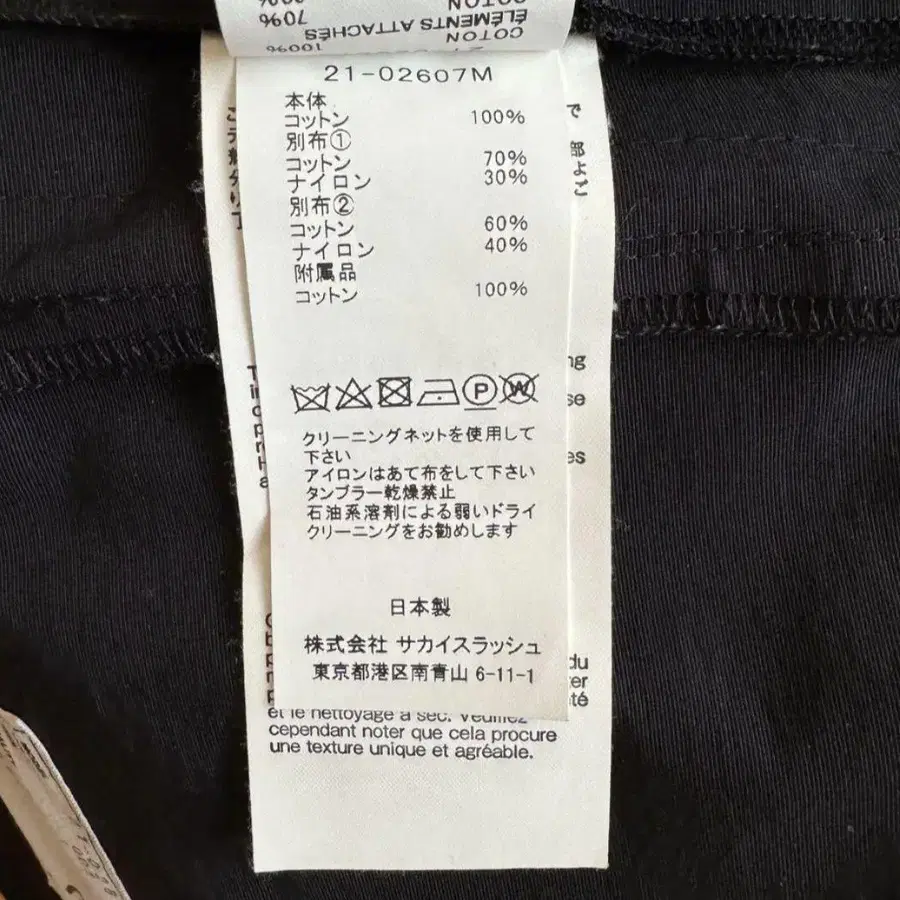 70%
COTON
ÉLÉMENTS ATTACHÉS
COTON
100%
21-02607M
本体
コットン 100%
別布①
コットン 70%
ナイロン 30%
別布②
コットン 60%
ナイロン 40%
附属品
コットン 100%
P W
クリーニングネットを使用して
下さい
アイロンはあて布をして下さい
タンブラー乾燥禁止
石油系溶剤による弱いドライ
クリーニングをお勧めします
日本製
株式会社 サカイスラッシュ
東京都港区南青山 6-11-1
et le nettoyage à sec. Veuillez
cependant noter que cela procure
une texture unique et agréable.